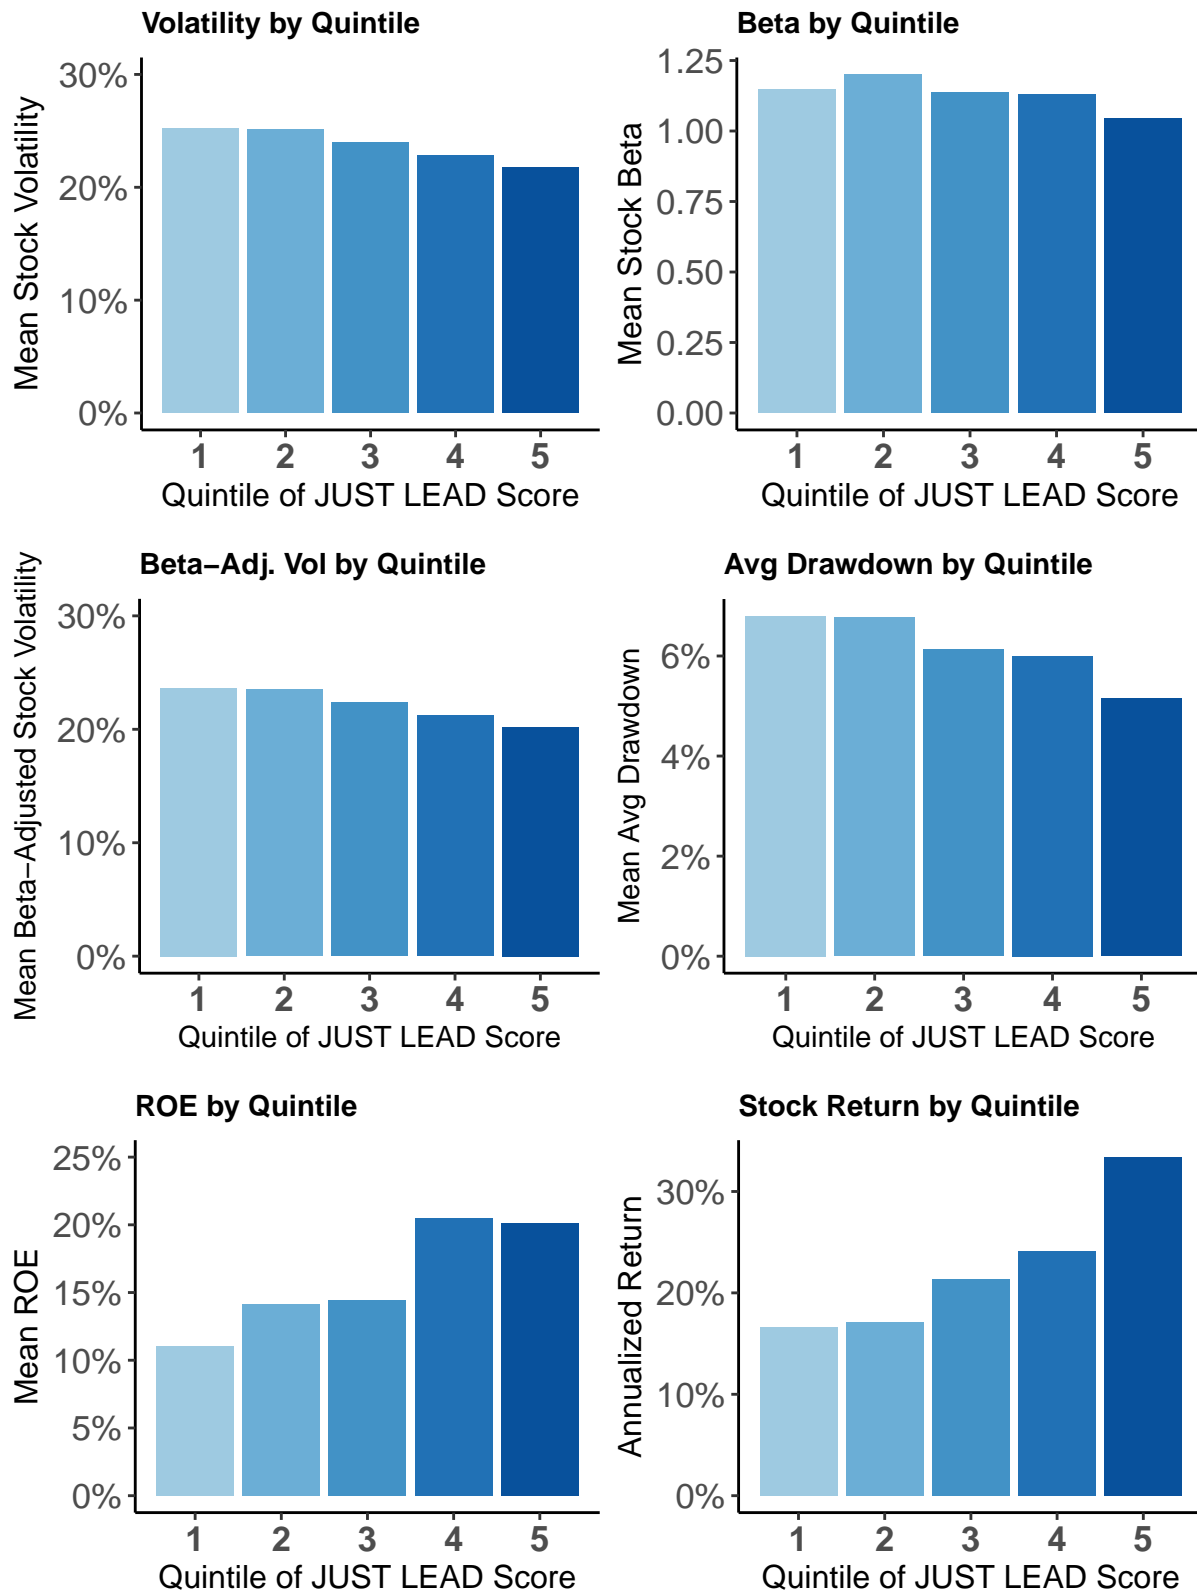 Volatility by Quintile
Mean Stock Volatility
30%
20%
10%
0%
1 2 3 4 5
Quintile of JUST LEAD Score
Beta by Quintile
Mean Stock Beta
1.25
1.00
0.75
0.50
0.25
0.00
1 2 3 4 5
Quintile of JUST LEAD Score
Beta−Adj. Vol by Quintile
Mean Beta−Adjusted Stock Volatility
30%
20%
10%
0%
1 2 3 4 5
Quintile of JUST LEAD Score
Avg Drawdown by Quintile
Mean Avg Drawdown
6%
4%
2%
0%
1 2 3 4 5
Quintile of JUST LEAD Score
ROE by Quintile
Mean ROE
25%
20%
15%
10%
5%
0%
1 2 3 4 5
Quintile of JUST LEAD Score
Stock Return by Quintile
Annualized Return
30%
20%
10%
0%
1 2 3 4 5
Quintile of JUST LEAD Score